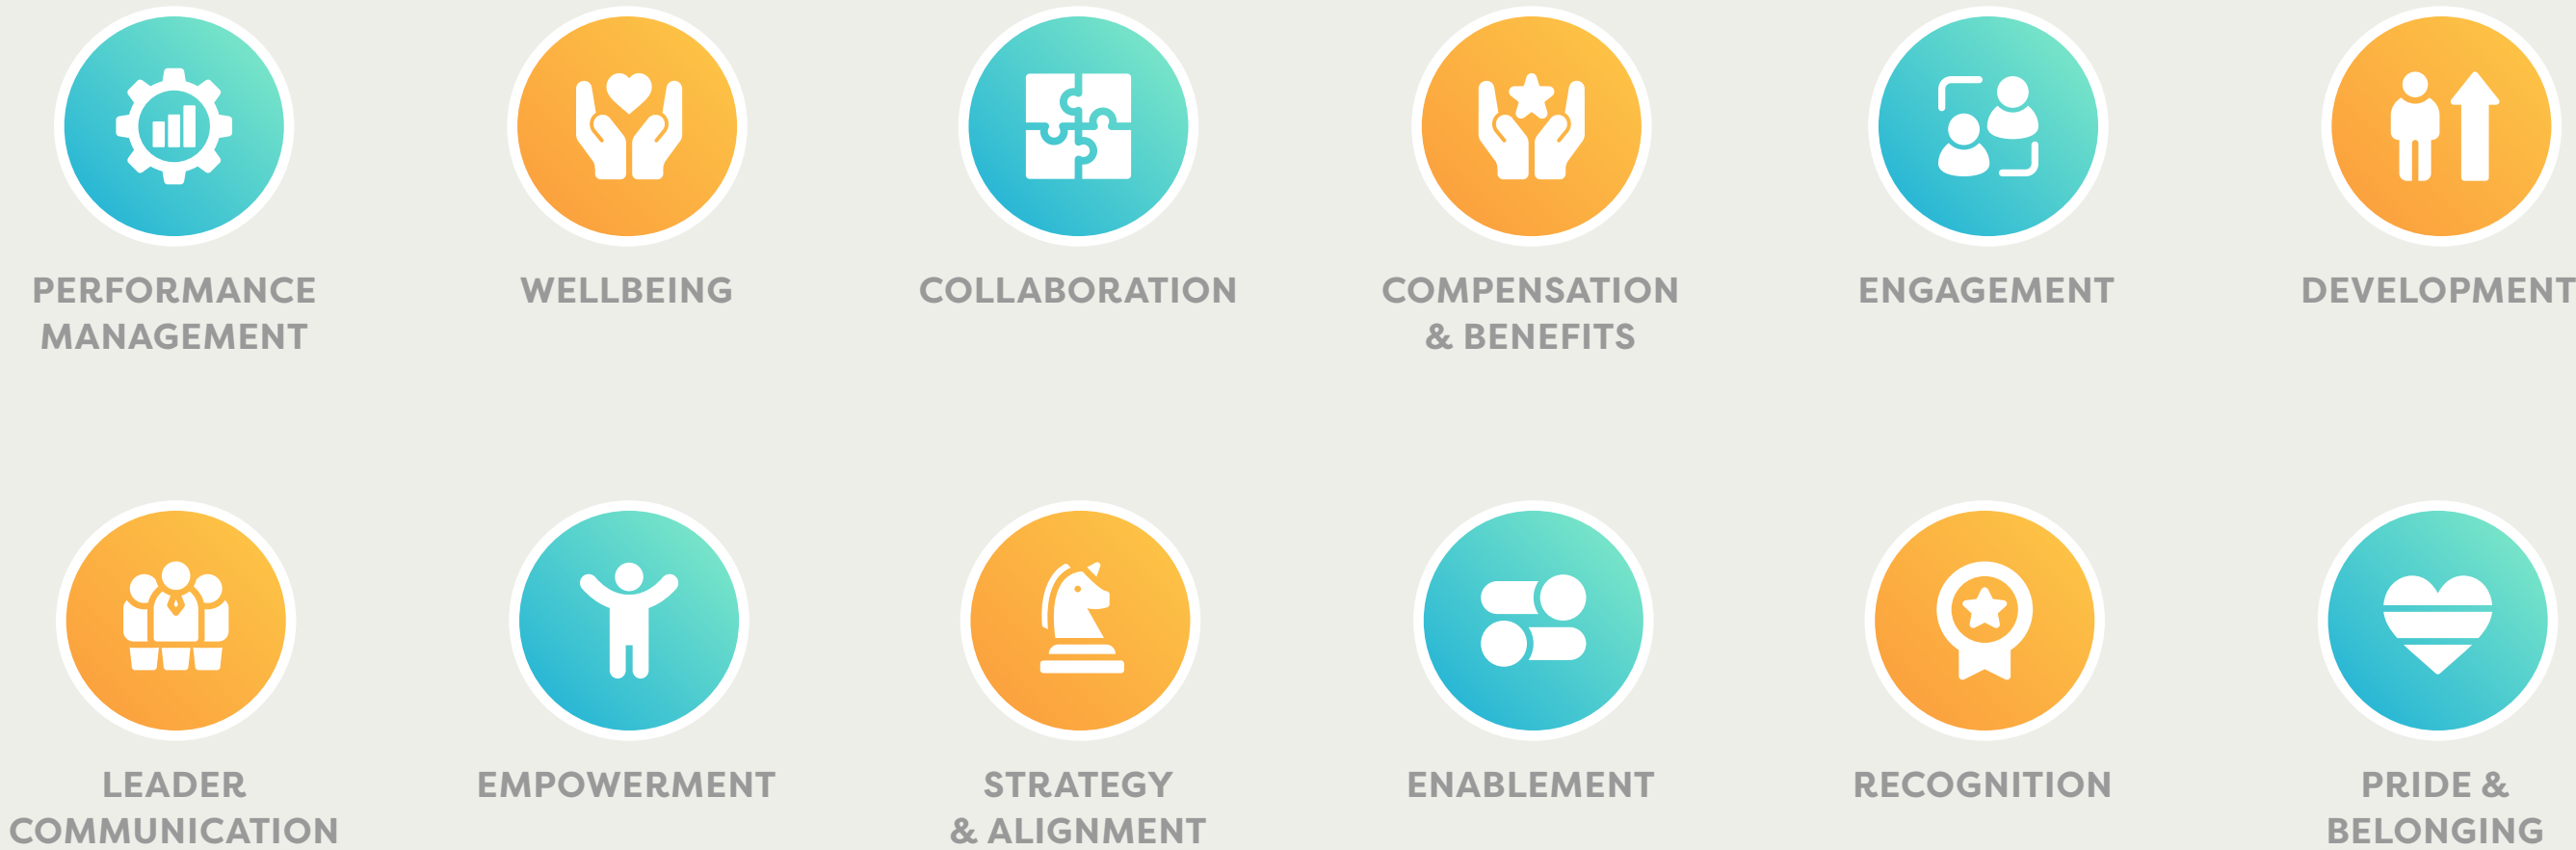 PERFORMANCE
MANAGEMENT
WELLBEING
COLLABORATION
COMPENSATION
& BENEFITS
ENGAGEMENT
DEVELOPMENT
LEADER
COMMUNICATION
EMPOWERMENT
STRATEGY
& ALIGNMENT
ENABLEMENT
RECOGNITION
PRIDE &
BELONGING